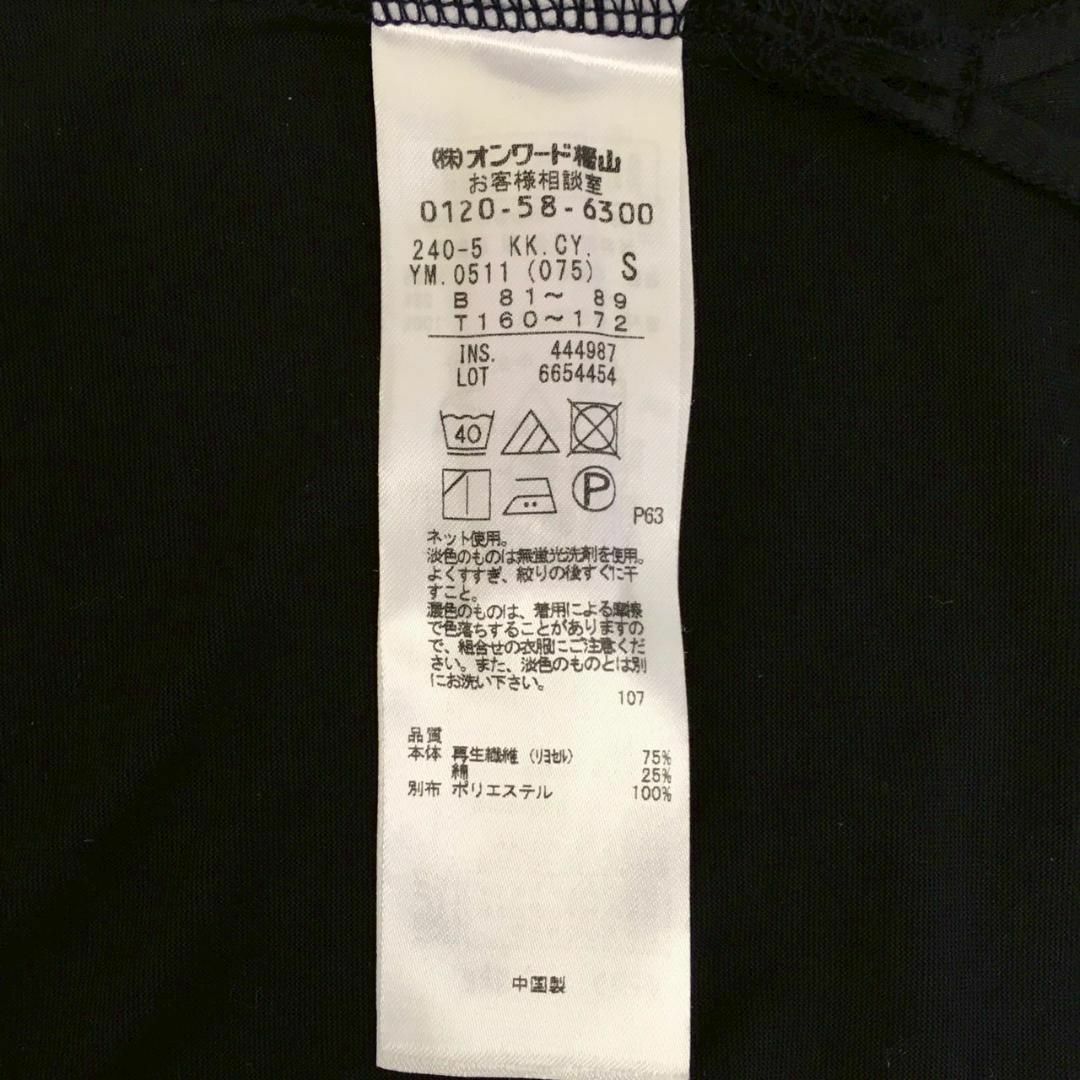 (株)オンワード樫山
お客様相談室
0120-58-6300
240-5 KK.CY.
YM.0511 (075) S
B 81～ 89
T160～172
INS. 444987
LOT 6654454
40
P
P63
ネット使用。
淡色のものは無蛍光洗剤を使用。
よくすすぎ、絞りの後すぐに干
すこと。
濃色のものは、着用による摩擦
で色落ちすることがありますの
で、組合せの衣服にご注意くだ
さい。また、淡色のものとは別
にお洗い下さい。
107
品質
本体 再生繊維 (リヨセル) 75%
綿 25%
別布 ポリエステル 100%
中国製